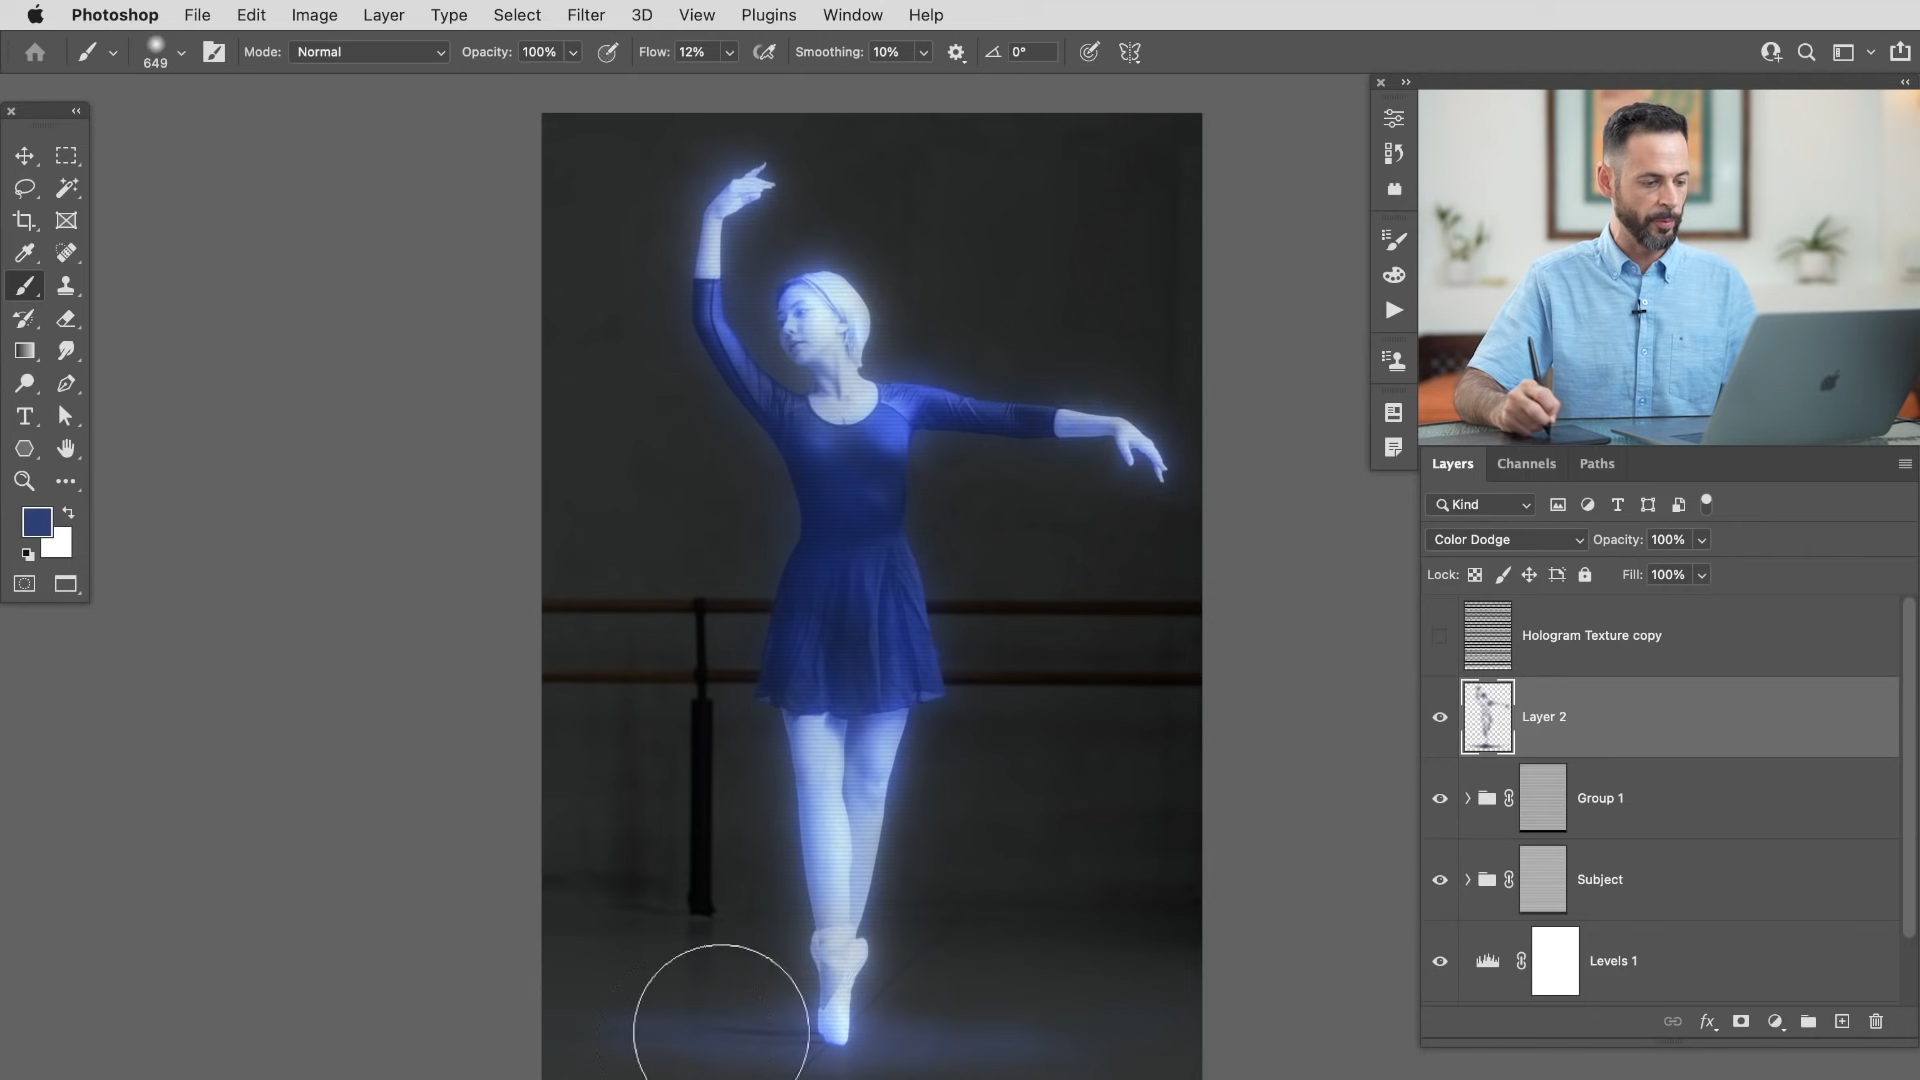 Photoshop File Edit Image Layer Type Select Filter 3D View Plugins Window Help
649 Mode: Normal Opacity: 100% Flow: 12% Smoothing: 10% 0°
Layers Channels Paths
Kind
Color Dodge Opacity: 100%
Lock: Fill: 100%
Hologram Texture copy
Layer 2
Group 1
Subject
Levels 1
fx